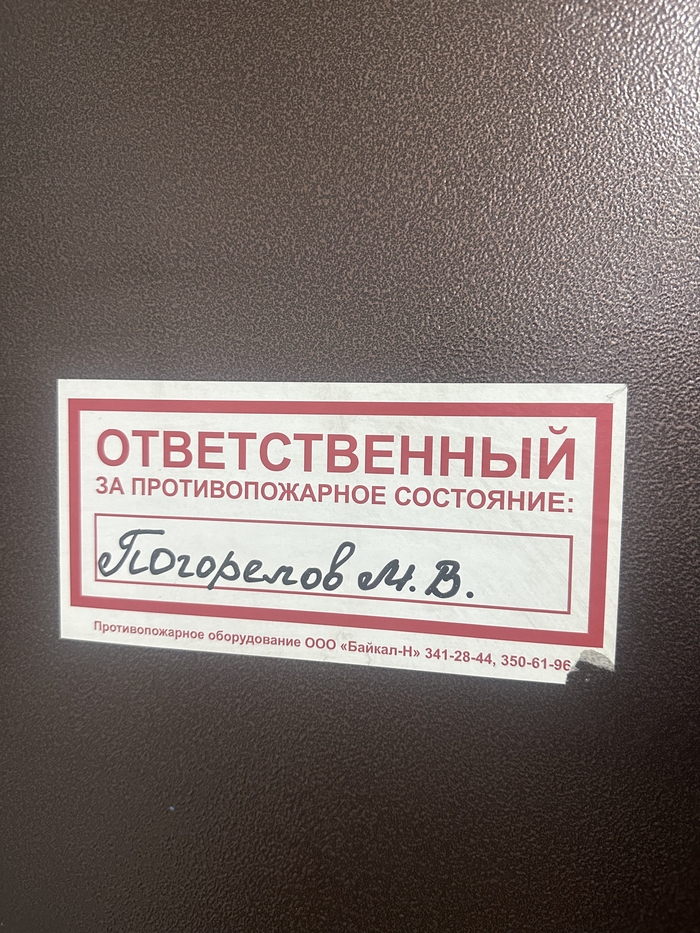 ОТВЕТСТВЕННЫЙ
ЗА ПРОТИВОПОЖАРНОЕ СОСТОЯНИЕ:
Погорелов М.В.
Противопожарное оборудование ООО «Байкал-Н» 341-28-44, 350-61-96